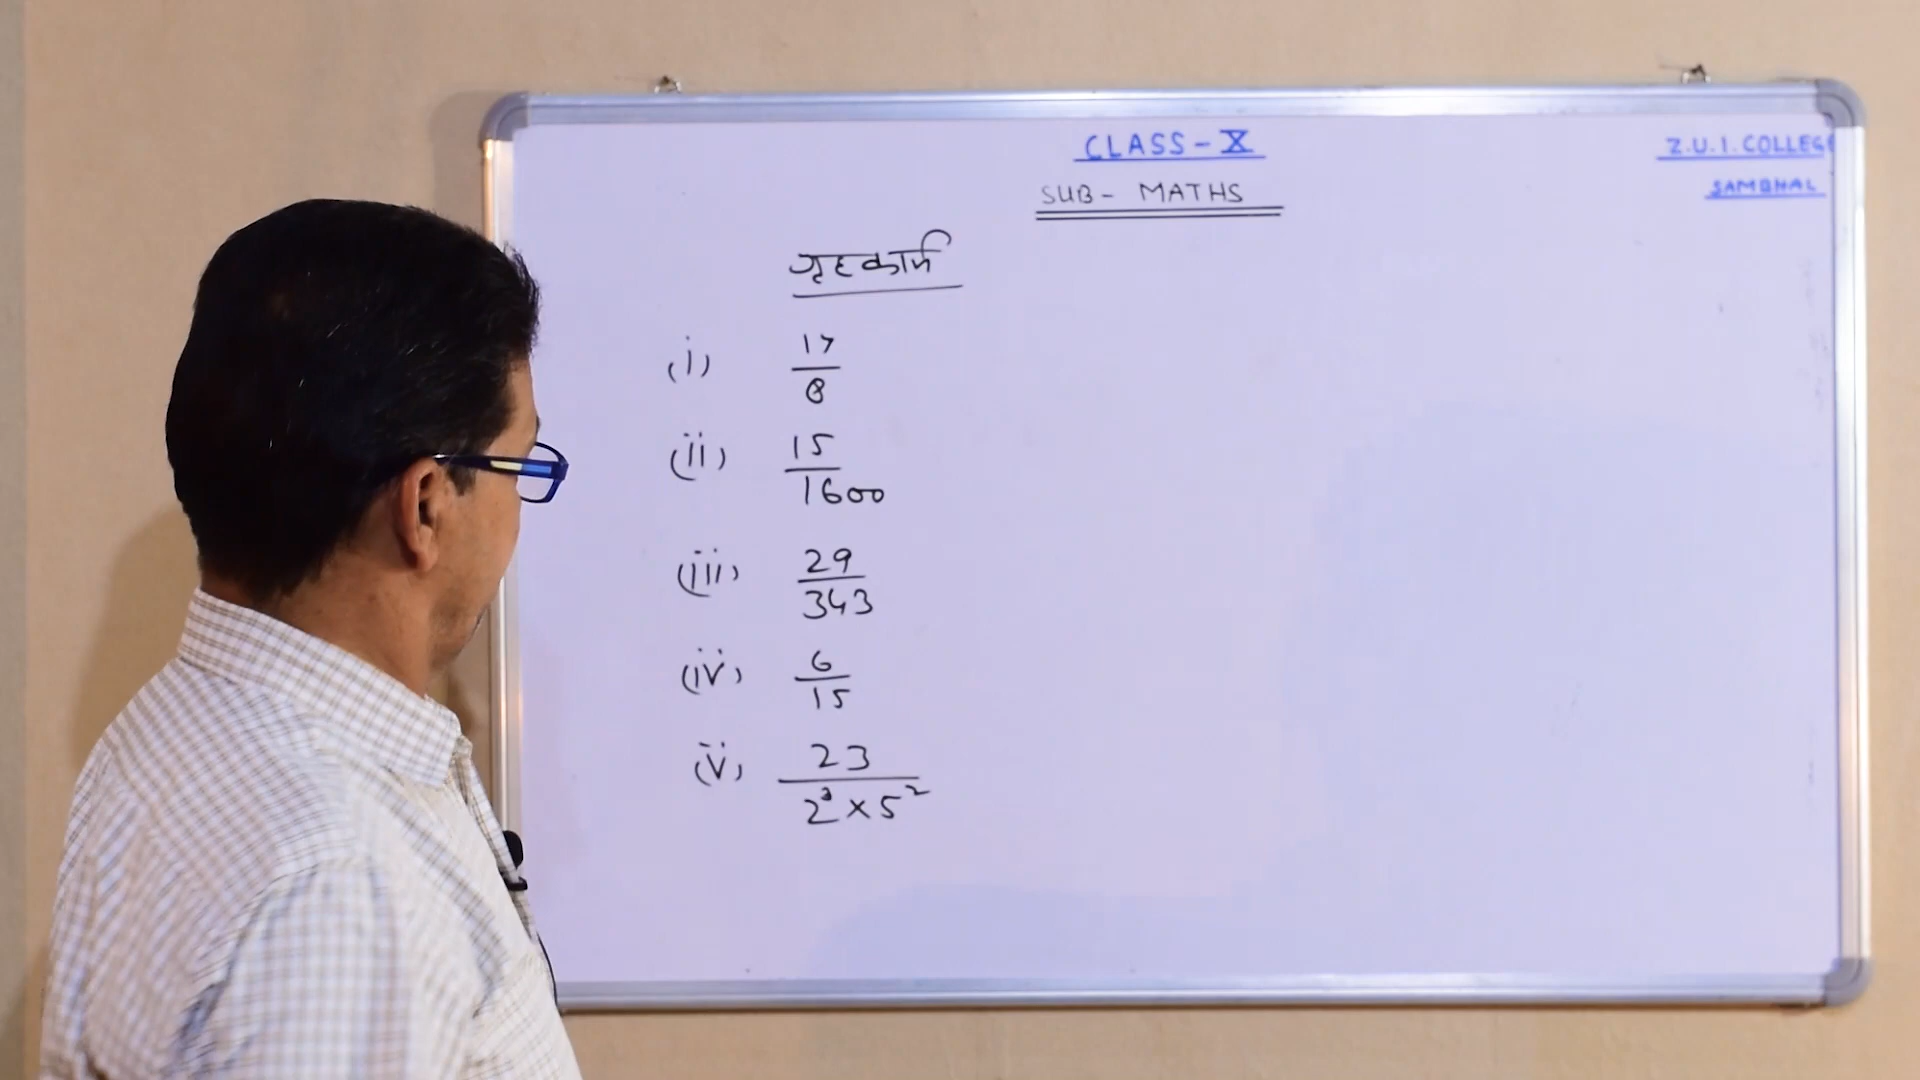 CLASS - X
Z.U.I. COLLEGE
SUB - MATHS
SAMBHAL
गृहकार्य
(i) 17/8
(ii) 15/1600
(iii) 29/343
(iv) 6/15
(v) 23/2³×5²